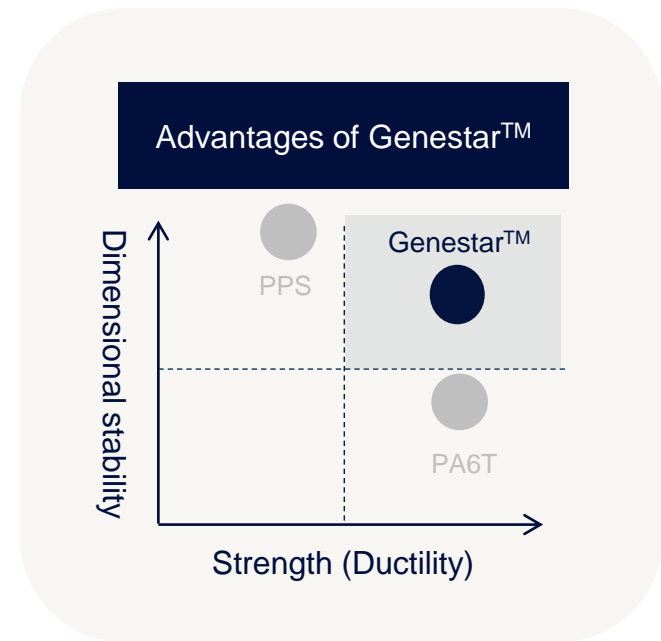 Advantages of Genestar™
Genestar™
PPS
Dimensional stability
PA6T
Strength (Ductility)